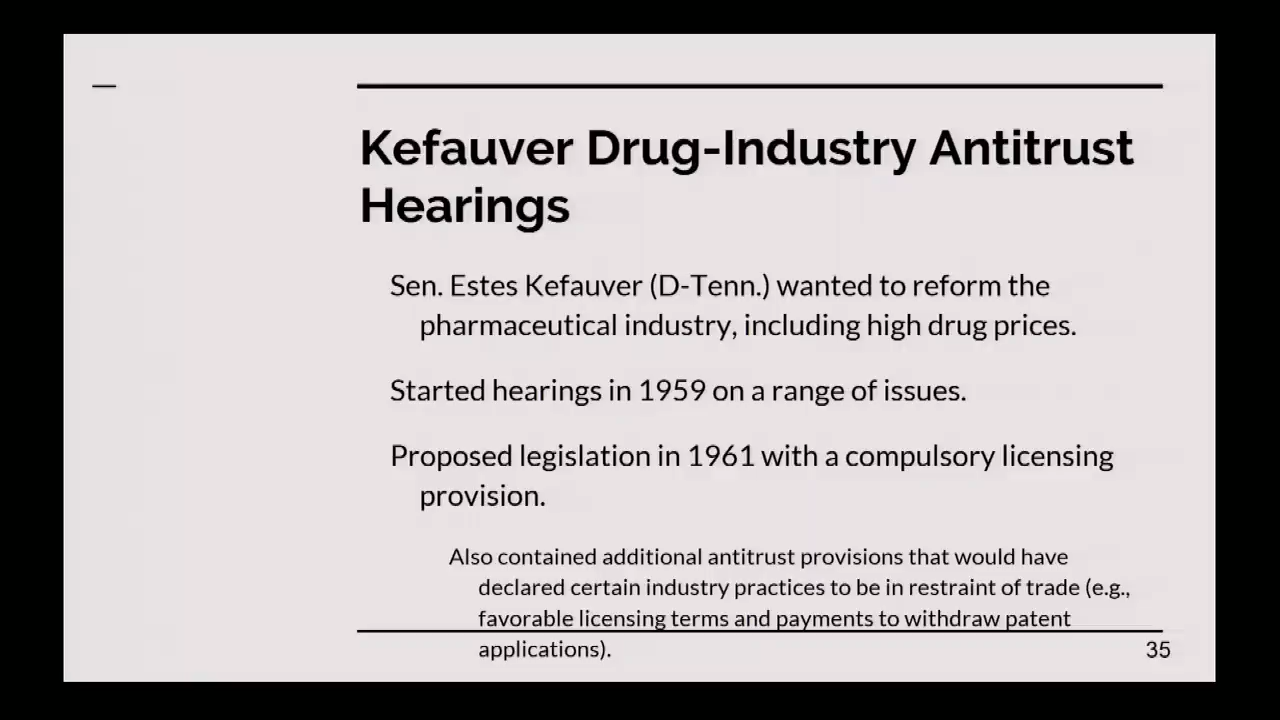 Kefauver Drug-Industry Antitrust
Hearings
Sen. Estes Kefauver (D-Tenn.) wanted to reform the
pharmaceutical industry, including high drug prices.
Started hearings in 1959 on a range of issues.
Proposed legislation in 1961 with a compulsory licensing
provision.
Also contained additional antitrust provisions that would have
declared certain industry practices to be in restraint of trade (e.g.,
favorable licensing terms and payments to withdraw patent
applications).
35